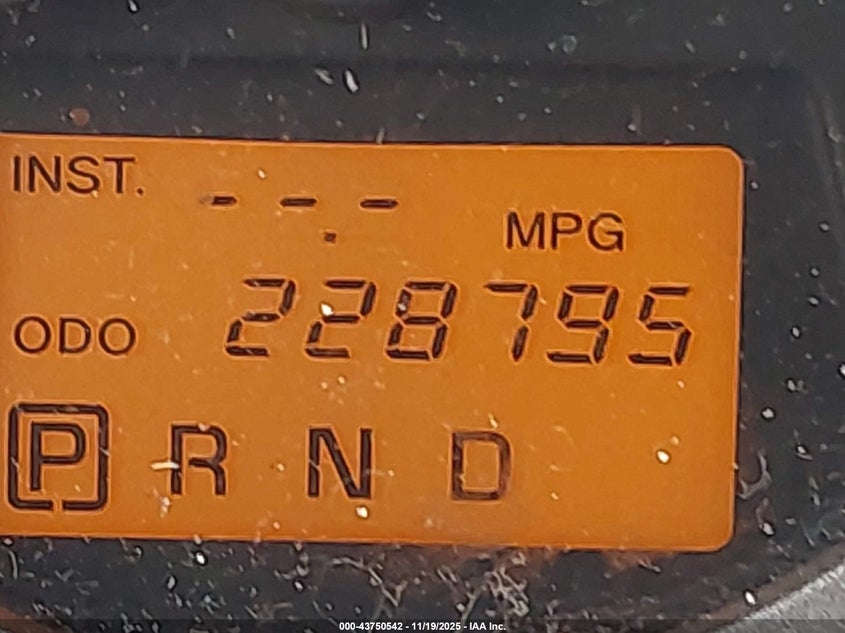 INST. --.- MPG
ODO 228795
P R N D
000-43750542 - 11/19/2025 - IAA Inc.